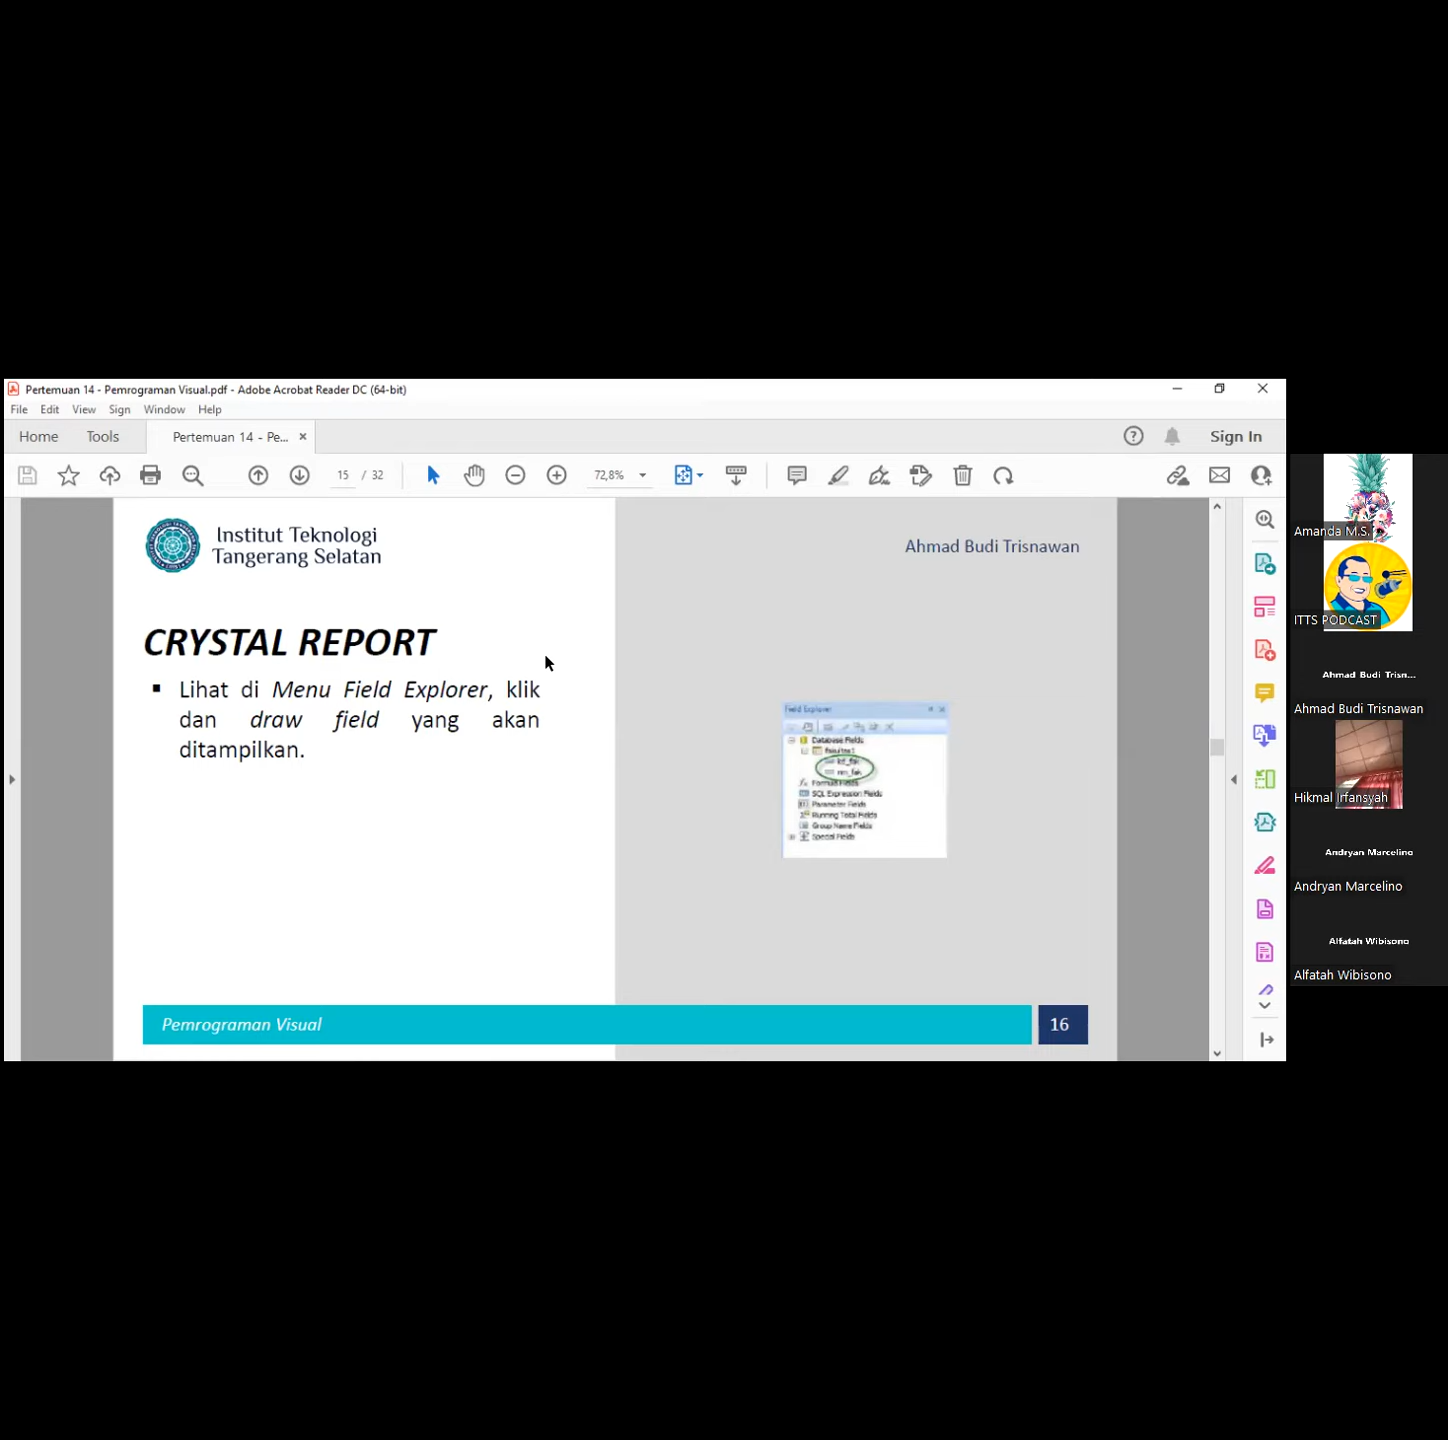 Pertemuan 14 - Pemrograman Visual.pdf - Adobe Acrobat Reader DC (64-bit)
File Edit View Sign Window Help
Home Tools Pertemuan 14 - Pe... × Sign In
15 / 32 72,8%
Institut Teknologi
Tangerang Selatan
Ahmad Budi Trisnawan
CRYSTAL REPORT
▪ Lihat di Menu Field Explorer, klik
dan draw field yang akan
ditampilkan.
Field Explorer
Database Fields
kd_fak
nm_fak
Formula Fields
SQL Expression Fields
Parameter Fields
Running Total Fields
Group Name Fields
Special Fields
Pemrograman Visual
16
Amanda M.S.
ITTS PODCAST
Ahmad Budi Trisn...
Ahmad Budi Trisnawan
Hikmal Irfansyah
Andryan Marcelino
Andryan Marcelino
Alfatah Wibisono
Alfatah Wibisono